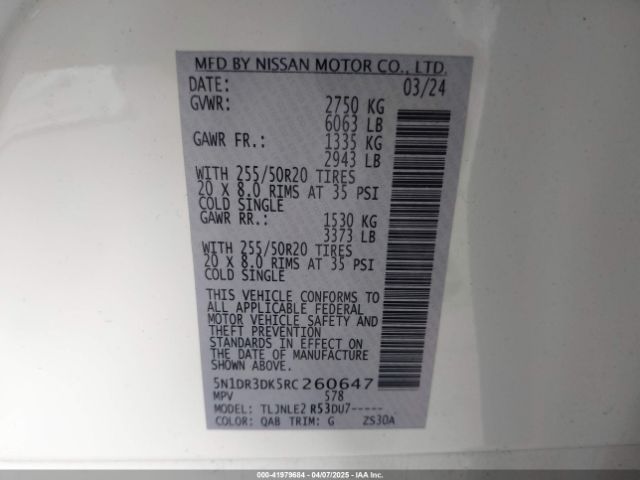 MFD BY NISSAN MOTOR CO., LTD.
DATE: 03/24
GVWR: 2750 KG
6063 LB
GAWR FR.: 1335 KG
2943 LB
WITH 255/50R20 TIRES
20 X 8.0 RIMS AT 35 PSI
COLD SINGLE
GAWR RR.: 1530 KG
3373 LB
WITH 255/50R20 TIRES
20 X 8.0 RIMS AT 35 PSI
COLD SINGLE
THIS VEHICLE CONFORMS TO
ALL APPLICABLE FEDERAL
MOTOR VEHICLE SAFETY AND
THEFT PREVENTION
STANDARDS IN EFFECT ON
THE DATE OF MANUFACTURE
SHOWN ABOVE.
5N1DR3DK5RC260647
MPV 578
MODEL: TLJNLE2 R53DU7-----
COLOR: QAB TRIM: G ZS30A
000-41979684 - 04/07/2025 - IAAI.COM